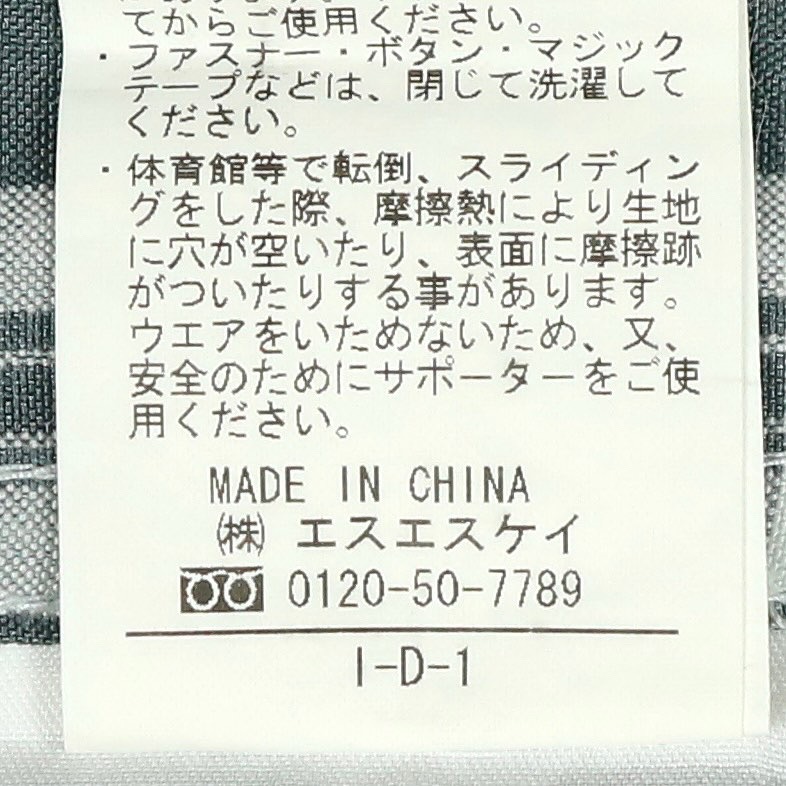 てからご使用ください。
・ファスナー・ボタン・マジック
テープなどは、閉じて洗濯して
ください。
・体育館等で転倒、スライディン
グをした際、摩擦熱により生地
に穴が空いたり、表面に摩擦跡
がついたりする事があります。
ウエアをいためないため、又、
安全のためにサポーターをご使
用ください。
MADE IN CHINA
㈱ エスエスケイ
0120-50-7789
I-D-1